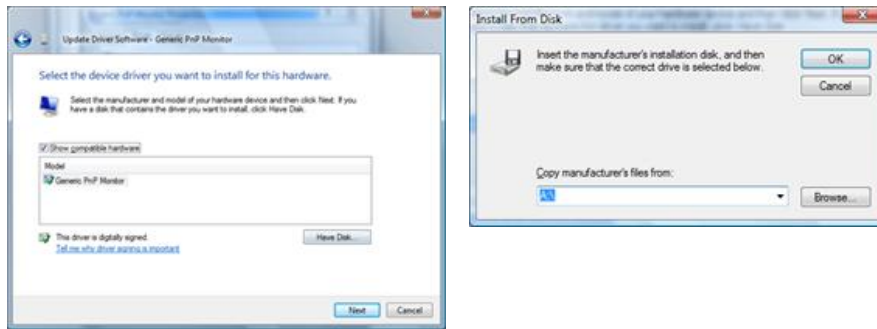 Update Driver Software - Generic PnP Monitor
Select the device driver you want to install for this hardware.
Select the manufacturer and model of your hardware device and then click Next. If you
have a disk that contains the driver you want to install, click Have Disk.
Show compatible hardware
Model
Generic PnP Monitor
This driver is digitally signed.
Tell me why driver signing is important
Have Disk...
Next
Cancel
Install From Disk
Insert the manufacturer's installation disk, and then
make sure that the correct drive is selected below.
OK
Cancel
Copy manufacturer's files from:
A:\
Browse...